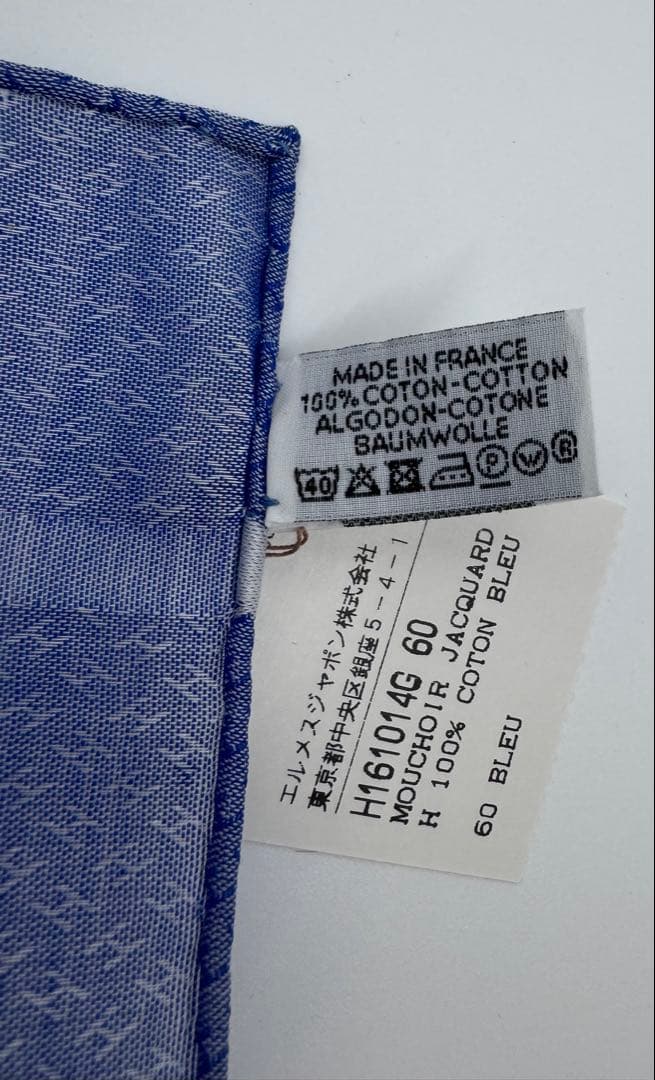 MADE IN FRANCE
100% COTON-COTTON
ALGODON-COTONE
BAUMWOLLE
40 P W R
エルメスジャポン株式会社
東京都中央区銀座5-4-1
H161014G 60
MOUCHOIR JACQUARD
H 100% COTON BLEU
60 BLEU